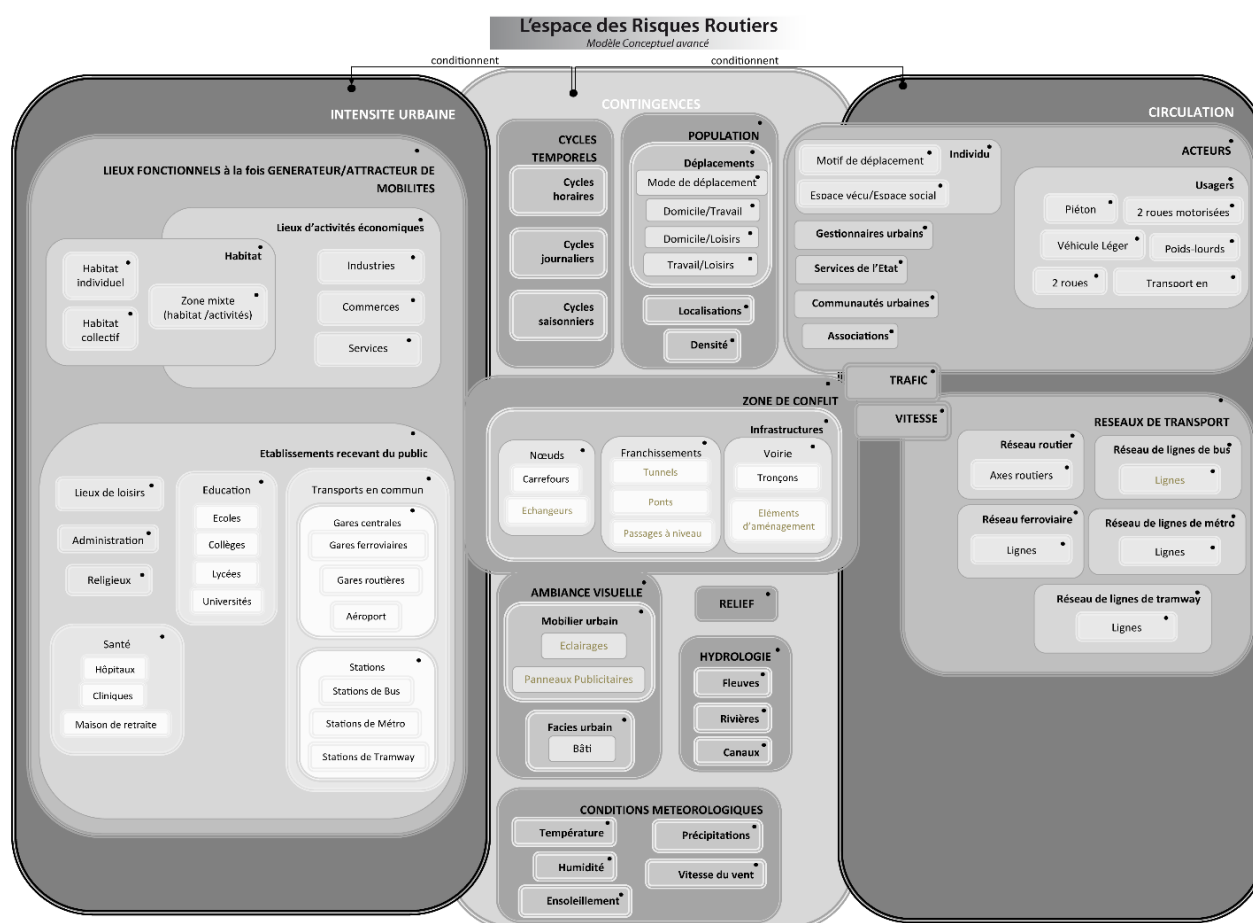 L'espace des Risques Routiers
Modèle Conceptuel avancé
conditionnent
conditionnent
INTENSITE URBAINE
LIEUX FONCTIONNELS à la fois GENERATEUR/ATTRACTEUR DE
MOBILITES
Lieux d'activités économiques
Habitat
Habitat
individuel
Zone mixte
(habitat /activités)
Habitat
collectif
Industries
Commerces
Services
Etablissements recevant du public
Lieux de loisirs
Administration
Religieux
Education
Ecoles
Collèges
Lycées
Universités
Santé
Hôpitaux
Cliniques
Maison de retraite
Transports en commun
Gares centrales
Gares ferroviaires
Gares routières
Aéroport
Stations
Stations de Bus
Stations de Métro
Stations de Tramway
CONTINGENCES
CYCLES
TEMPORELS
Cycles
horaires
Cycles
journaliers
Cycles
saisonniers
POPULATION
Déplacements
Mode de déplacement
Domicile/Travail
Domicile/Loisirs
Travail/Loisirs
Localisations
Densité
ZONE DE CONFLIT
Infrastructures
Nœuds
Carrefours
Echangeurs
Franchissements
Tunnels
Ponts
Passages à niveau
Voirie
Tronçons
Eléments
d'aménagement
AMBIANCE VISUELLE
Mobilier urbain
Eclairages
Panneaux Publicitaires
Facies urbain
Bâti
RELIEF
HYDROLOGIE
Fleuves
Rivières
Canaux
CONDITIONS METEOROLOGIQUES
Température
Humidité
Ensoleillement
Précipitations
Vitesse du vent
CIRCULATION
ACTEURS
Individu
Motif de déplacement
Espace vécu/Espace social
Gestionnaires urbains
Services de l'Etat
Communautés urbaines
Associations
Usagers
Piéton
2 roues motorisées
Véhicule Léger
Poids-lourds
2 roues
Transport en
TRAFIC
VITESSE
RESEAUX DE TRANSPORT
Réseau routier
Axes routiers
Réseau de lignes de bus
Lignes
Réseau ferroviaire
Lignes
Réseau de lignes de métro
Lignes
Réseau de lignes de tramway
Lignes